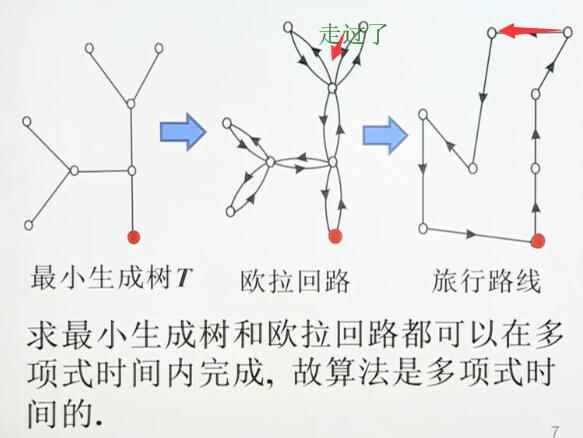 走过了
最小生成树T
欧拉回路
旅行路线
求最小生成树和欧拉回路都可以在多
项式时间内完成, 故算法是多项式时
间的.
7